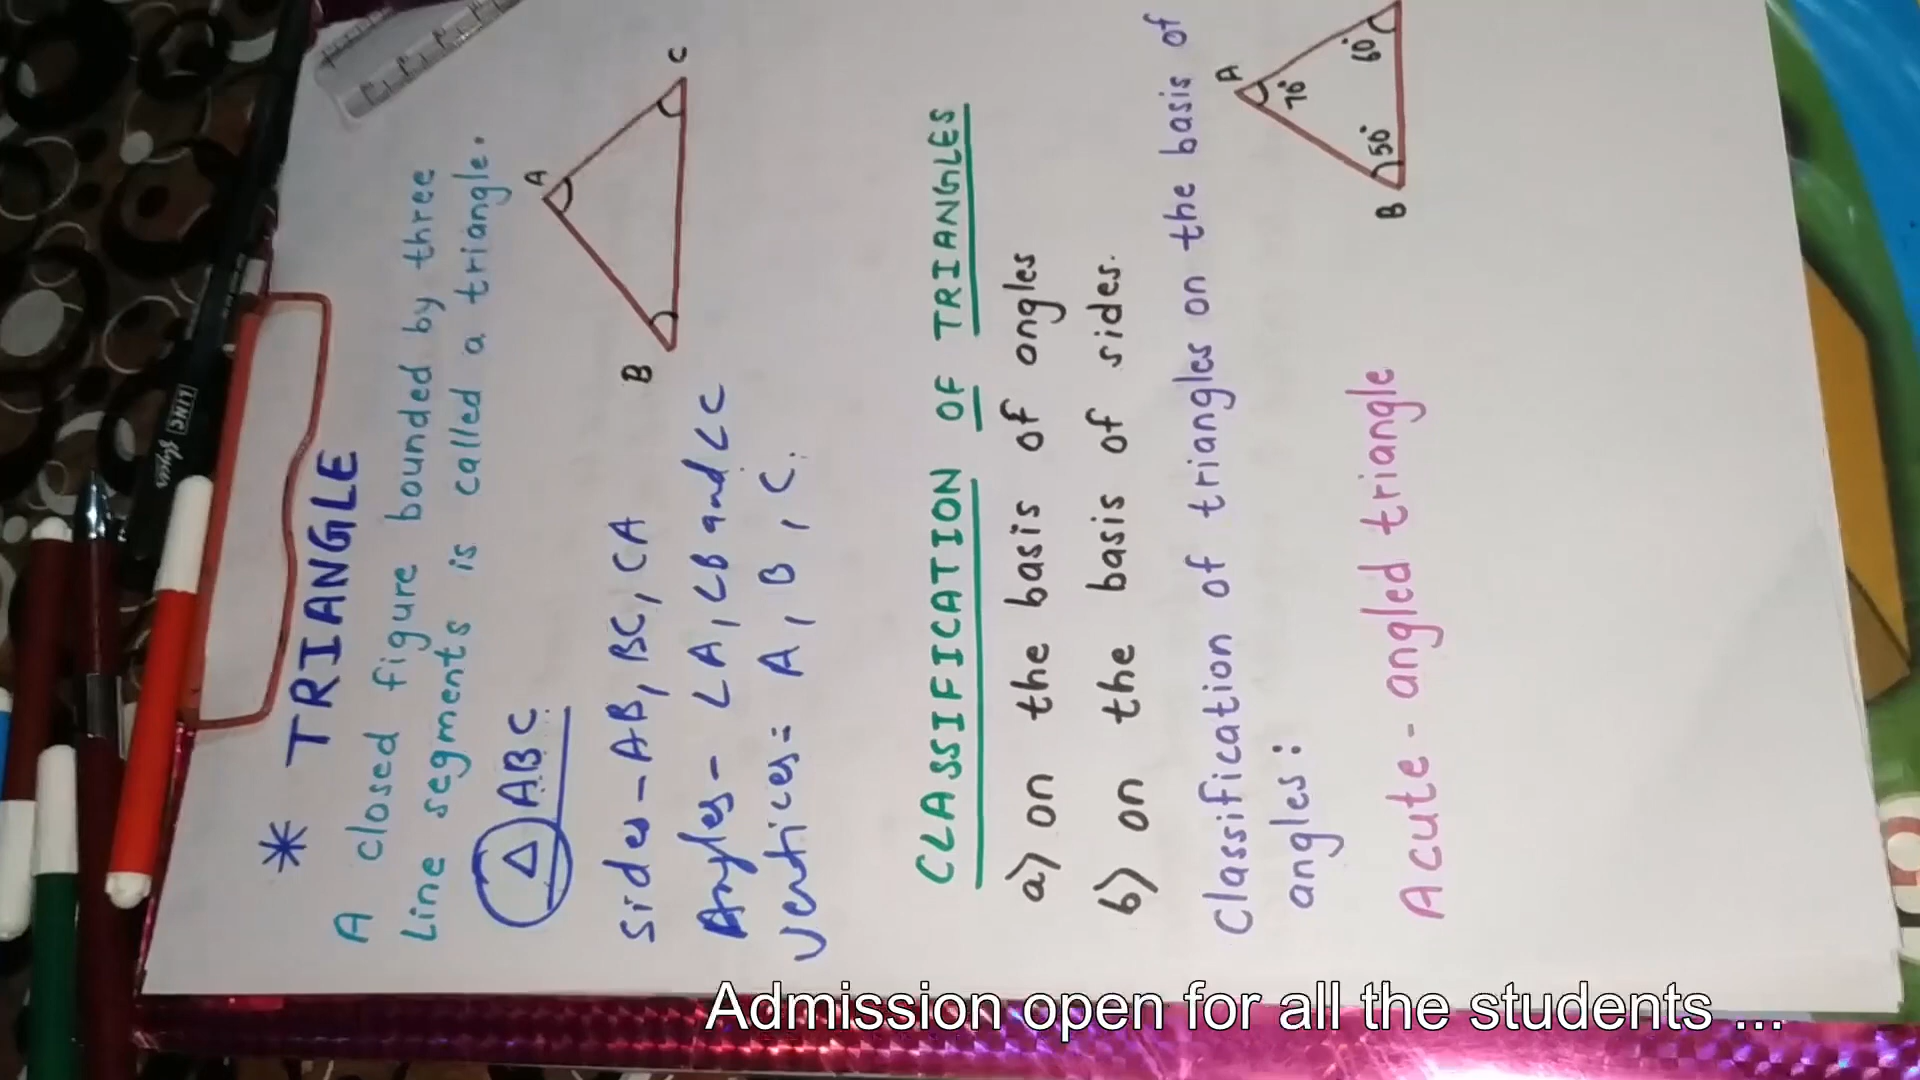 * TRIANGLE
A closed figure bounded by three
Line segments is called a triangle.
△ ABC
A
B
C
Sides - AB, BC, CA
Angles - ∠A, ∠B and ∠C
Vertices = A, B, C
CLASSIFICATION OF TRIANGLES
a) on the basis of angles
b) on the basis of sides.
Classification of triangles on the basis of
angles:
Acute - angled triangle
A
70°
50°
60°
B
KINS
Admission open for all the students ...